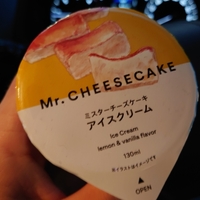 Mr. CHEESECAKE
ミスターチーズケーキ
アイスクリーム
Ice Cream
lemon & vanilla flavor
130ml
▲
OPEN